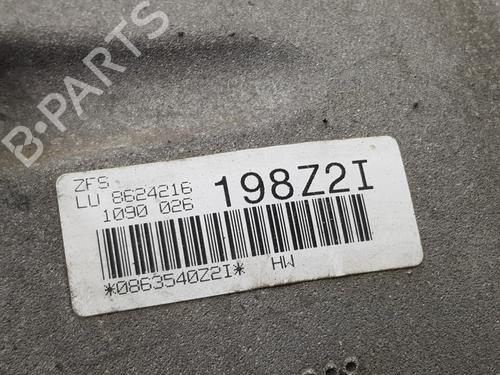 B-PARTS
ZFS
LU 8624216
1090 026
198Z2I
*0863540Z2I*
HW